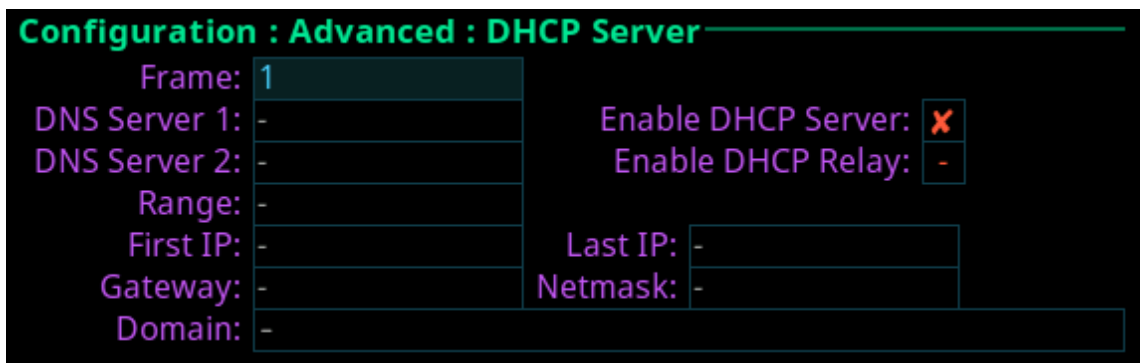 Configuration : Advanced : DHCP Server
Frame: 1
DNS Server 1: - Enable DHCP Server: ✘
DNS Server 2: - Enable DHCP Relay: -
Range: -
First IP: - Last IP: -
Gateway: - Netmask: -
Domain: -